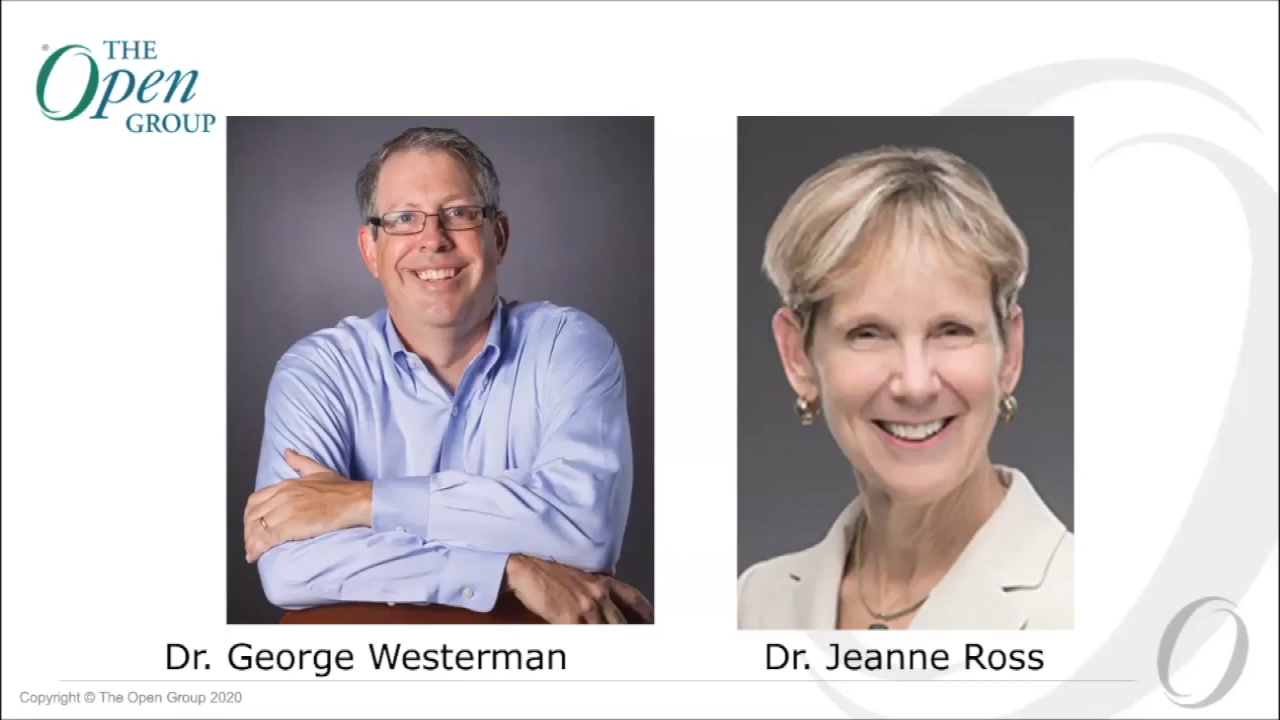 THE
Open
GROUP
®
Dr. George Westerman
Dr. Jeanne Ross
Copyright © The Open Group 2020